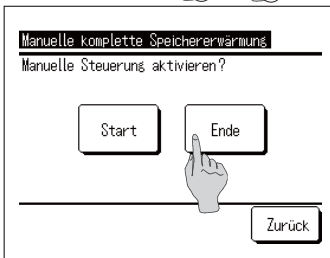 Manuelle komplette Speichererwärmung
Manuelle Steuerung aktivieren?
Start
Ende
Zurück